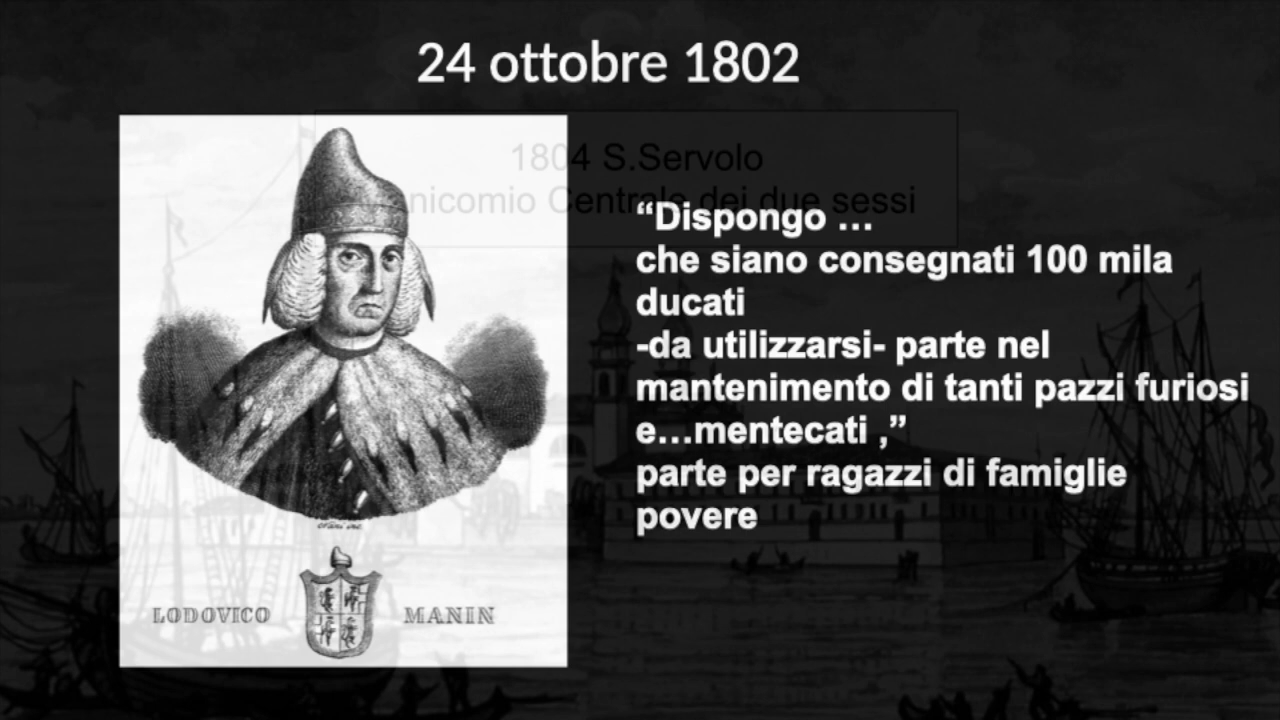 24 ottobre 1802
1804 S.Servolo
Manicomio Centrale dei due sessi
“Dispongo …
che siano consegnati 100 mila
ducati
-da utilizzarsi- parte nel
mantenimento di tanti pazzi furiosi
e…mentecati ,”
parte per ragazzi di famiglie
povere
LODOVICO MANIN